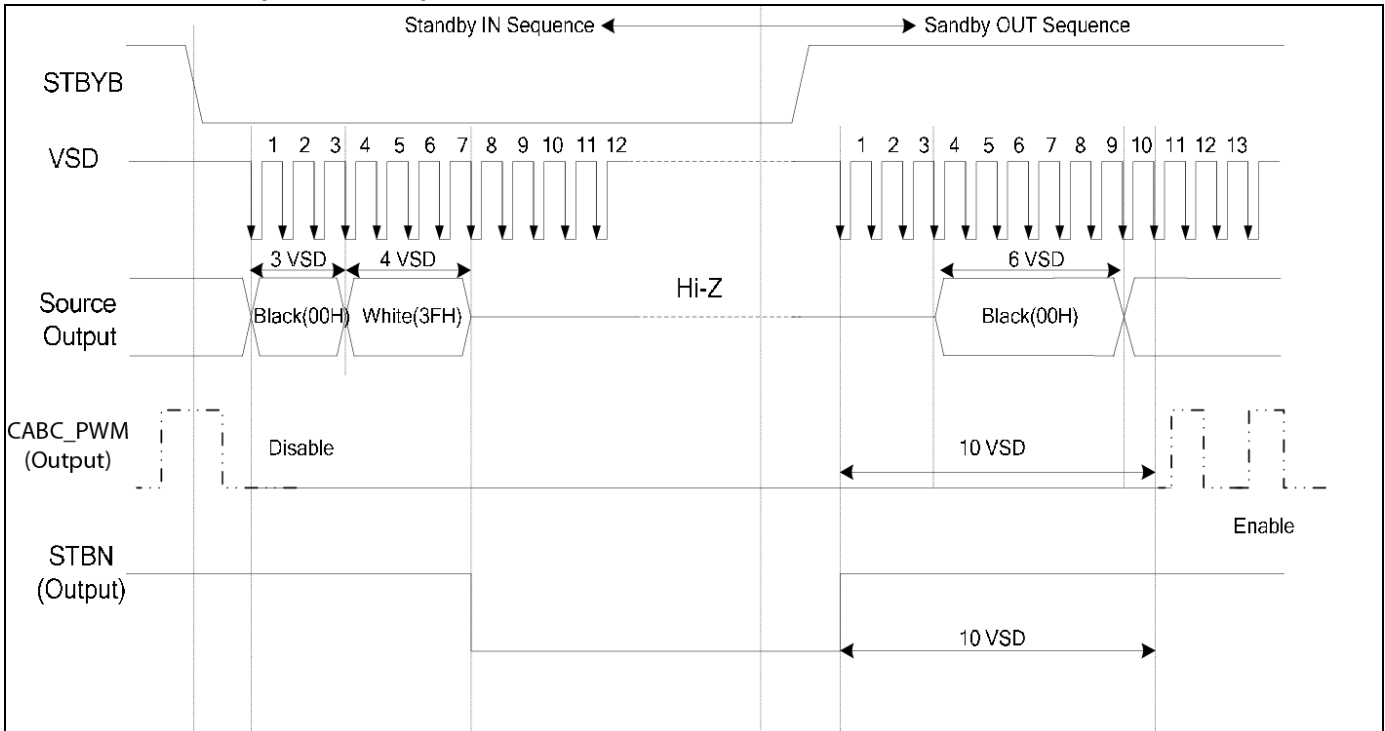 Standby IN Sequence
Sandby OUT Sequence
STBYB
VSD
1 2 3 4 5 6 7 8 9 10 11 12
1 2 3 4 5 6 7 8 9 10 11 12 13
3 VSD
4 VSD
6 VSD
Source
Output
Black(00H)
White(3FH)
Hi-Z
Black(00H)
CABC_PWM
(Output)
Disable
10 VSD
Enable
STBN
(Output)
10 VSD